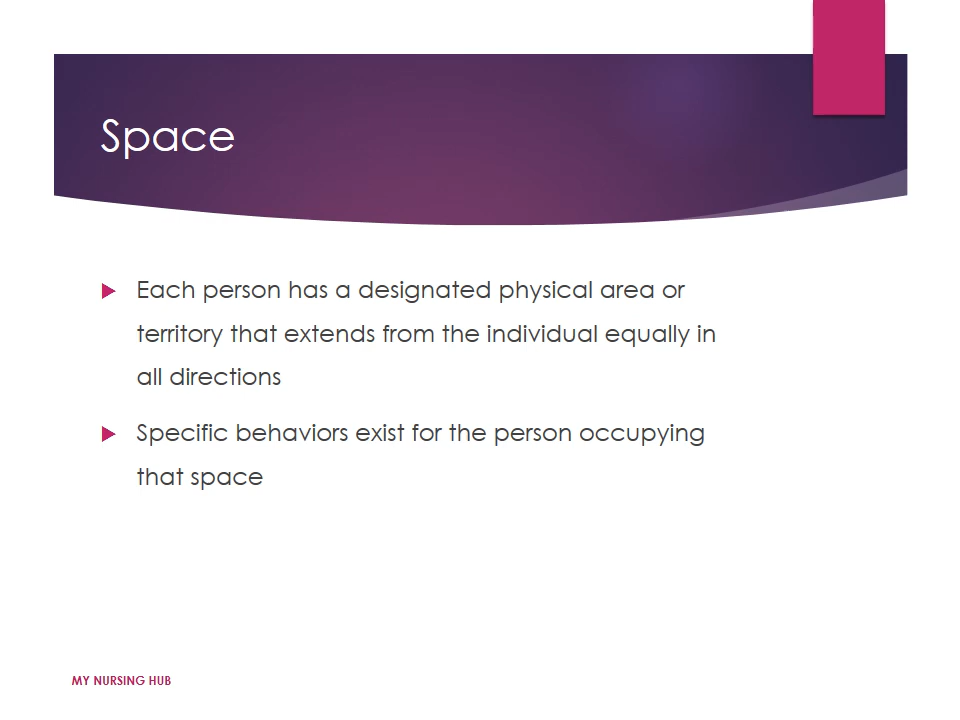 Space
Each person has a designated physical area or
territory that extends from the individual equally in
all directions
Specific behaviors exist for the person occupying
that space
MY NURSING HUB